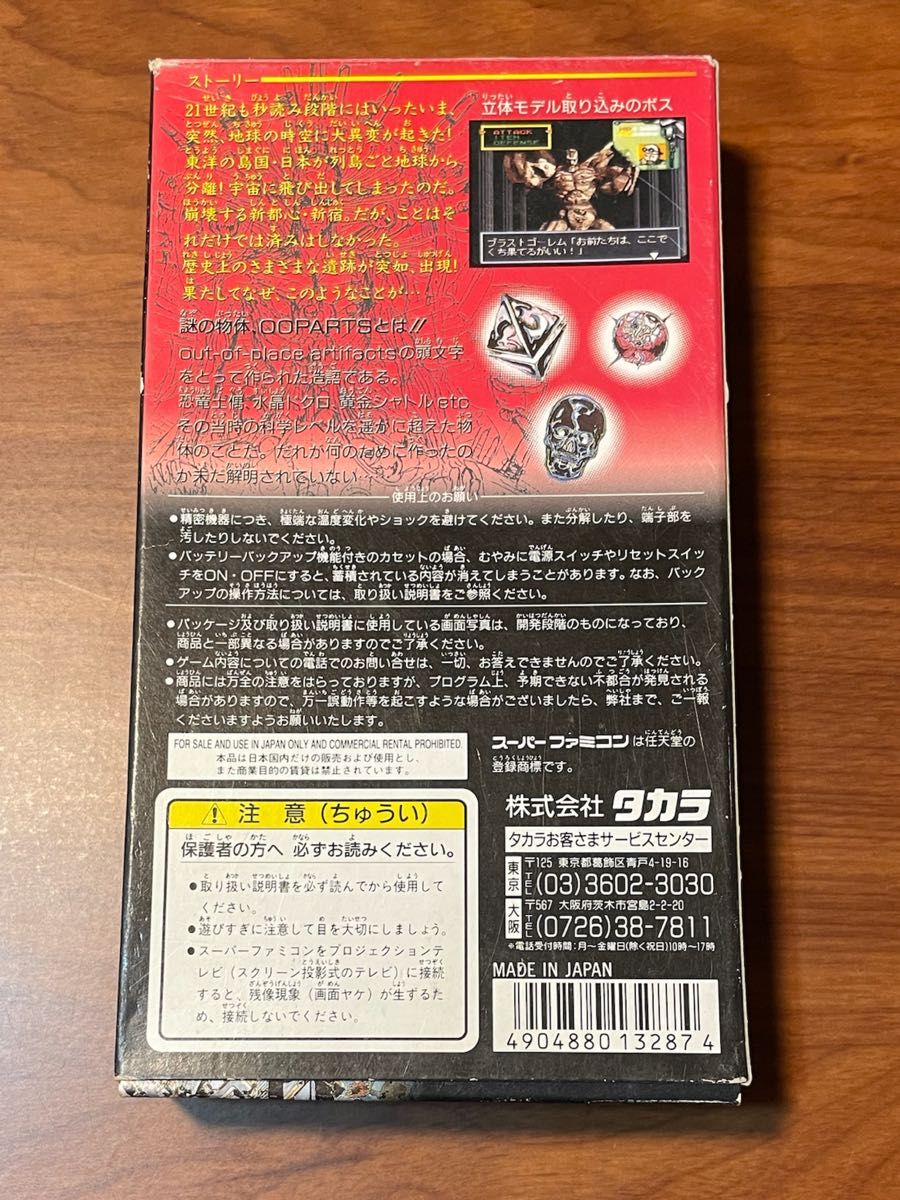 ストーリー
21世紀も秒読み段階にはいったいま、
突然、地球の時空に大異変が起きた!
東洋の島国・日本が列島ごと地球から
分離!宇宙に飛び出してしまったのだ。
崩壊する新都心・新宿。だが、ことはそ
れだけでは済みはしなかった。
歴史上のさまざまな遺跡が突如、出現!
果たしてなぜ、このようなことが…
立体モデル取り込みのボス
ATTACK
ITEM
DEFENSE
ブラストゴーレム「お前たちは、ここで
くち果てるがいい!」
謎の物体、OOPARTSとは!!
out-of-place artifactsの頭文字
をとって作られた造語である。
恐竜土偶、水晶ドクロ、黄金シャトル etc
その当時の科学レベルを遥かに超えた物
体のことだ。だれが何のために作ったの
か未だ解明されていない…
使用上のお願い
●精密機器につき、極端な温度変化やショックを避けてください。また分解したり、端子部を
汚したりしないでください。
●バッテリーバックアップ機能付きのカセットの場合、むやみに電源スイッチやリセットスイッ
チをON・OFFにすると、蓄積されている内容が消えてしまうことがあります。なお、バック
アップの操作方法については、取り扱い説明書をご参照ください。
●パッケージ及び取り扱い説明書に使用している画面写真は、開発段階のものになっており、
商品と一部異なる場合がありますのでご了承ください。
●ゲーム内容についての電話でのお問い合せは、一切、お答えできませんのでご了承ください。
●商品には万全の注意をはらっておりますが、プログラム上、予期できない不都合が発見される
場合がありますので、万一誤動作等を起こすような場合がございましたら、弊社まで、ご一報
くださいますようお願いいたします。
FOR SALE AND USE IN JAPAN ONLY AND COMMERCIAL RENTAL PROHIBITED.
本品は日本国内だけの販売および使用とし、
また商業目的の賃貸は禁止されています。
スーパーファミコンは任天堂の
登録商標です。
⚠ 注 意(ちゅうい)
保護者の方へ 必ずお読みください。
●取り扱い説明書を必ず読んでから使用して
ください。
●遊びすぎに注意して目を大切にしましょう。
●スーパーファミコンをプロジェクションテ
レビ(スクリーン投影式のテレビ)に接続
すると、残像現象(画面ヤケ)が生ずるた
め、接続しないでください。
株式会社 タカラ
タカラお客さまサービスセンター
東京 〒125 東京都葛飾区青戸4-19-16
TEL (03)3602-3030
大阪 〒567 大阪府茨木市宮島2-2-20
TEL (0726)38-7811
※電話受付時間:月~金曜日(除く祝日)10時~17時
MADE IN JAPAN
4 904880 132874